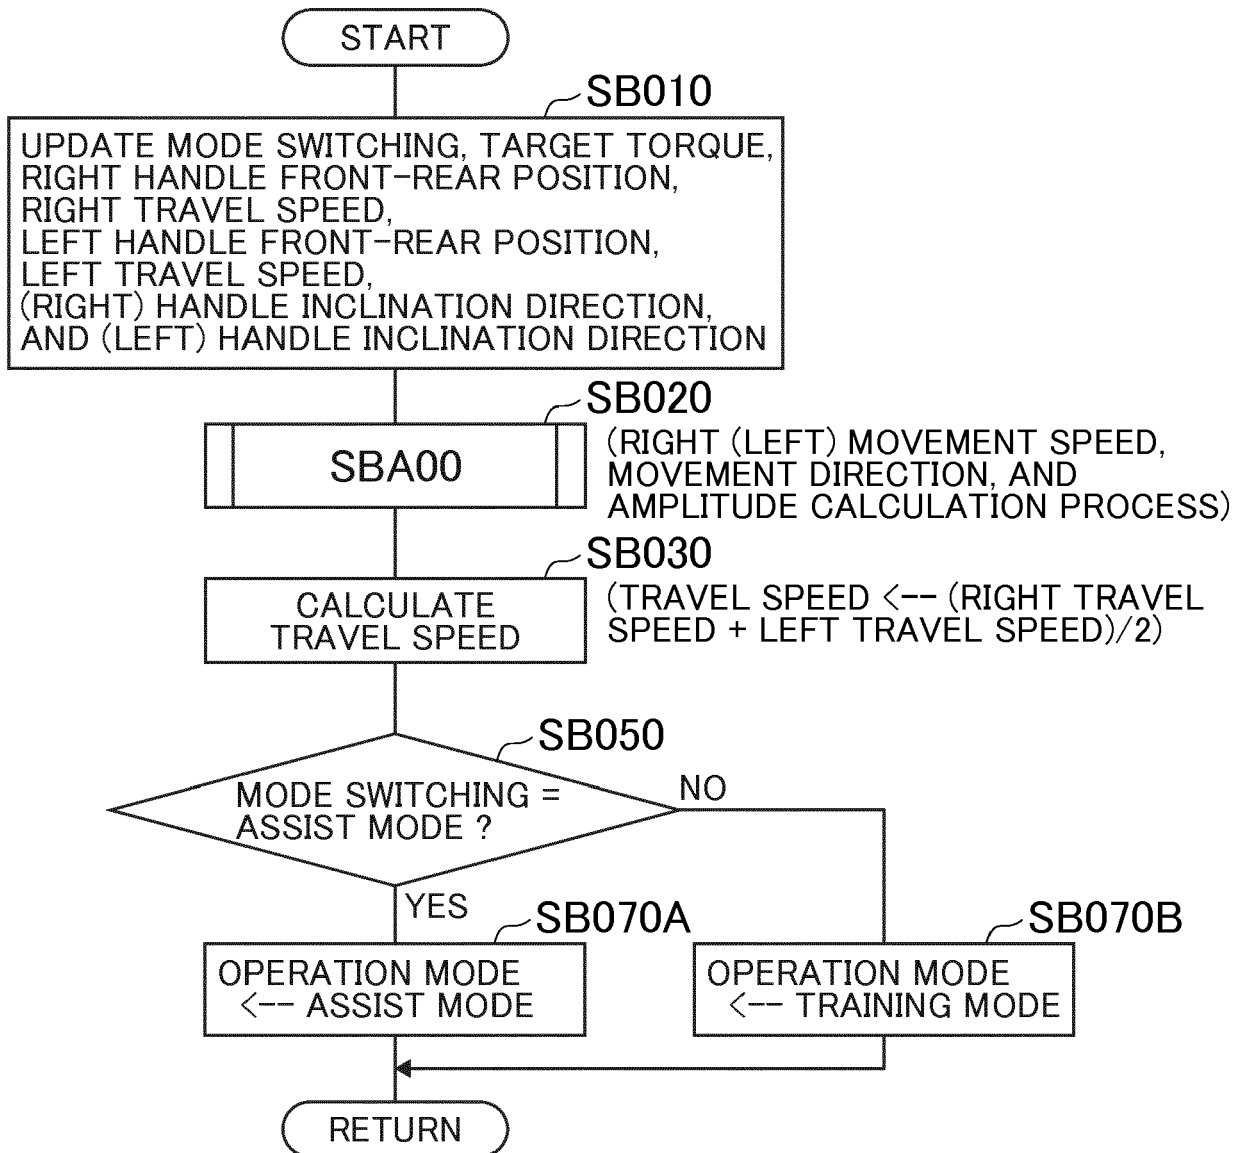 START
SB010
UPDATE MODE SWITCHING, TARGET TORQUE,
RIGHT HANDLE FRONT-REAR POSITION,
RIGHT TRAVEL SPEED,
LEFT HANDLE FRONT-REAR POSITION,
LEFT TRAVEL SPEED,
(RIGHT) HANDLE INCLINATION DIRECTION,
AND (LEFT) HANDLE INCLINATION DIRECTION
SB020
SBA00
(RIGHT (LEFT) MOVEMENT SPEED,
MOVEMENT DIRECTION, AND
AMPLITUDE CALCULATION PROCESS)
SB030
CALCULATE
TRAVEL SPEED
(TRAVEL SPEED <-- (RIGHT TRAVEL
SPEED + LEFT TRAVEL SPEED)/2)
SB050
MODE SWITCHING =
ASSIST MODE ?
NO
YES
SB070A
OPERATION MODE
<-- ASSIST MODE
SB070B
OPERATION MODE
<-- TRAINING MODE
RETURN